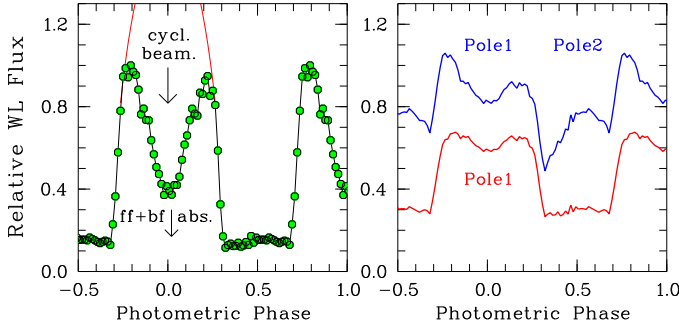 1.2
0.8
0.4
0.0
Relative WL Flux
cycl.
beam.
ff+bf abs.
-0.5 0.0 0.5 1.0
Photometric Phase
1.2
0.8
0.4
0.0
Pole1 Pole2
Pole1
-0.5 0.0 0.5 1.0
Photometric Phase